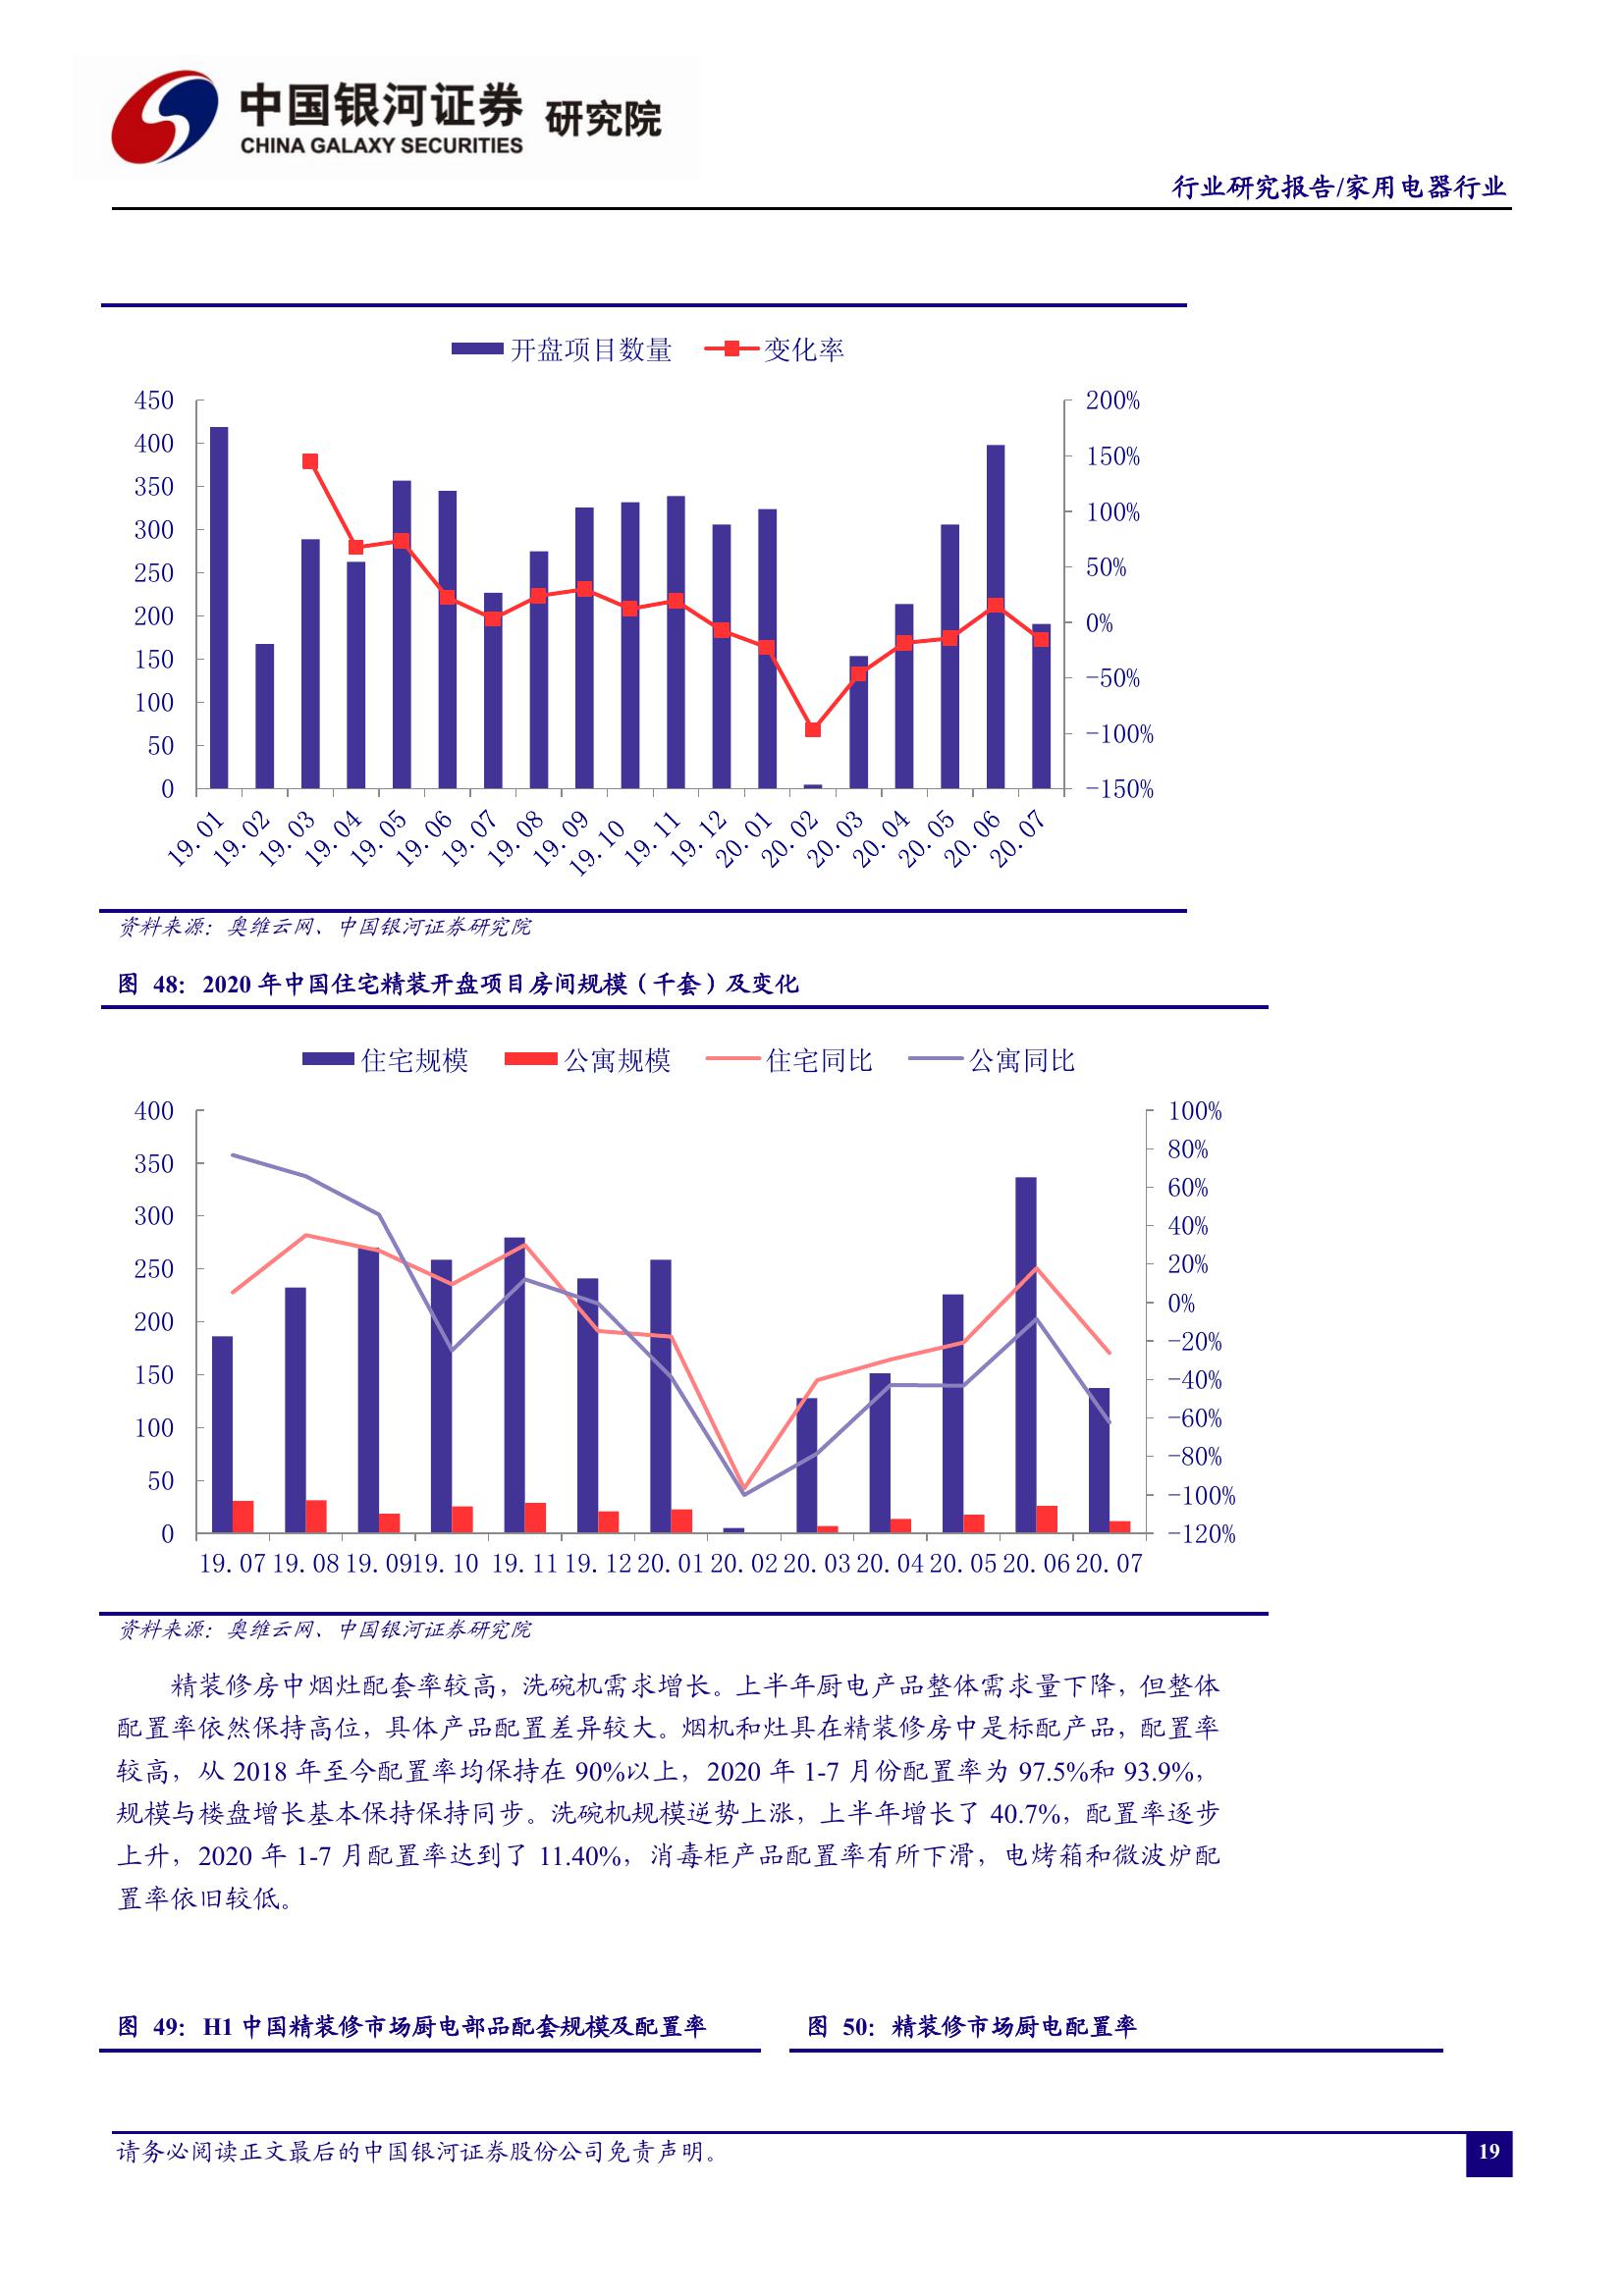 中国银河证券 研究院
CHINA GALAXY SECURITIES
行业研究报告/家用电器行业
开盘项目数量 变化率
450 200%
400 150%
350 100%
300 50%
250 0%
200 -50%
150 -100%
100 -150%
50
0
19.01 19.02 19.03 19.04 19.05 19.06 19.07 19.08 19.09 19.10 19.11 19.12 20.01 20.02 20.03 20.04 20.05 20.06 20.07
资料来源：奥维云网、中国银河证券研究院
图 48：2020 年中国住宅精装开盘项目房间规模（千套）及变化
住宅规模 公寓规模 住宅同比 公寓同比
400 100%
350 80%
300 60%
250 40%
200 20%
150 0%
100 -20%
50 -40%
0 -60%
-80%
-100%
-120%
19.07 19.08 19.09 19.10 19.11 19.12 20.01 20.02 20.03 20.04 20.05 20.06 20.07
资料来源：奥维云网、中国银河证券研究院
精装修房中烟灶配套率较高，洗碗机需求增长。上半年厨电产品整体需求量下降，但整体
配置率依然保持高位，具体产品配置差异较大。烟机和灶具在精装修房中是标配产品，配置率
较高，从 2018 年至今配置率均保持在 90%以上，2020 年 1-7 月份配置率为 97.5%和 93.9%，
规模与楼盘增长基本保持保持同步。洗碗机规模逆势上涨，上半年增长了 40.7%，配置率逐步
上升，2020 年 1-7 月配置率达到了 11.40%，消毒柜产品配置率有所下滑，电烤箱和微波炉配
置率依旧较低。
图 49：H1 中国精装修市场厨电部品配套规模及配置率
图 50：精装修市场厨电配置率
请务必阅读正文最后的中国银河证券股份公司免责声明。
19